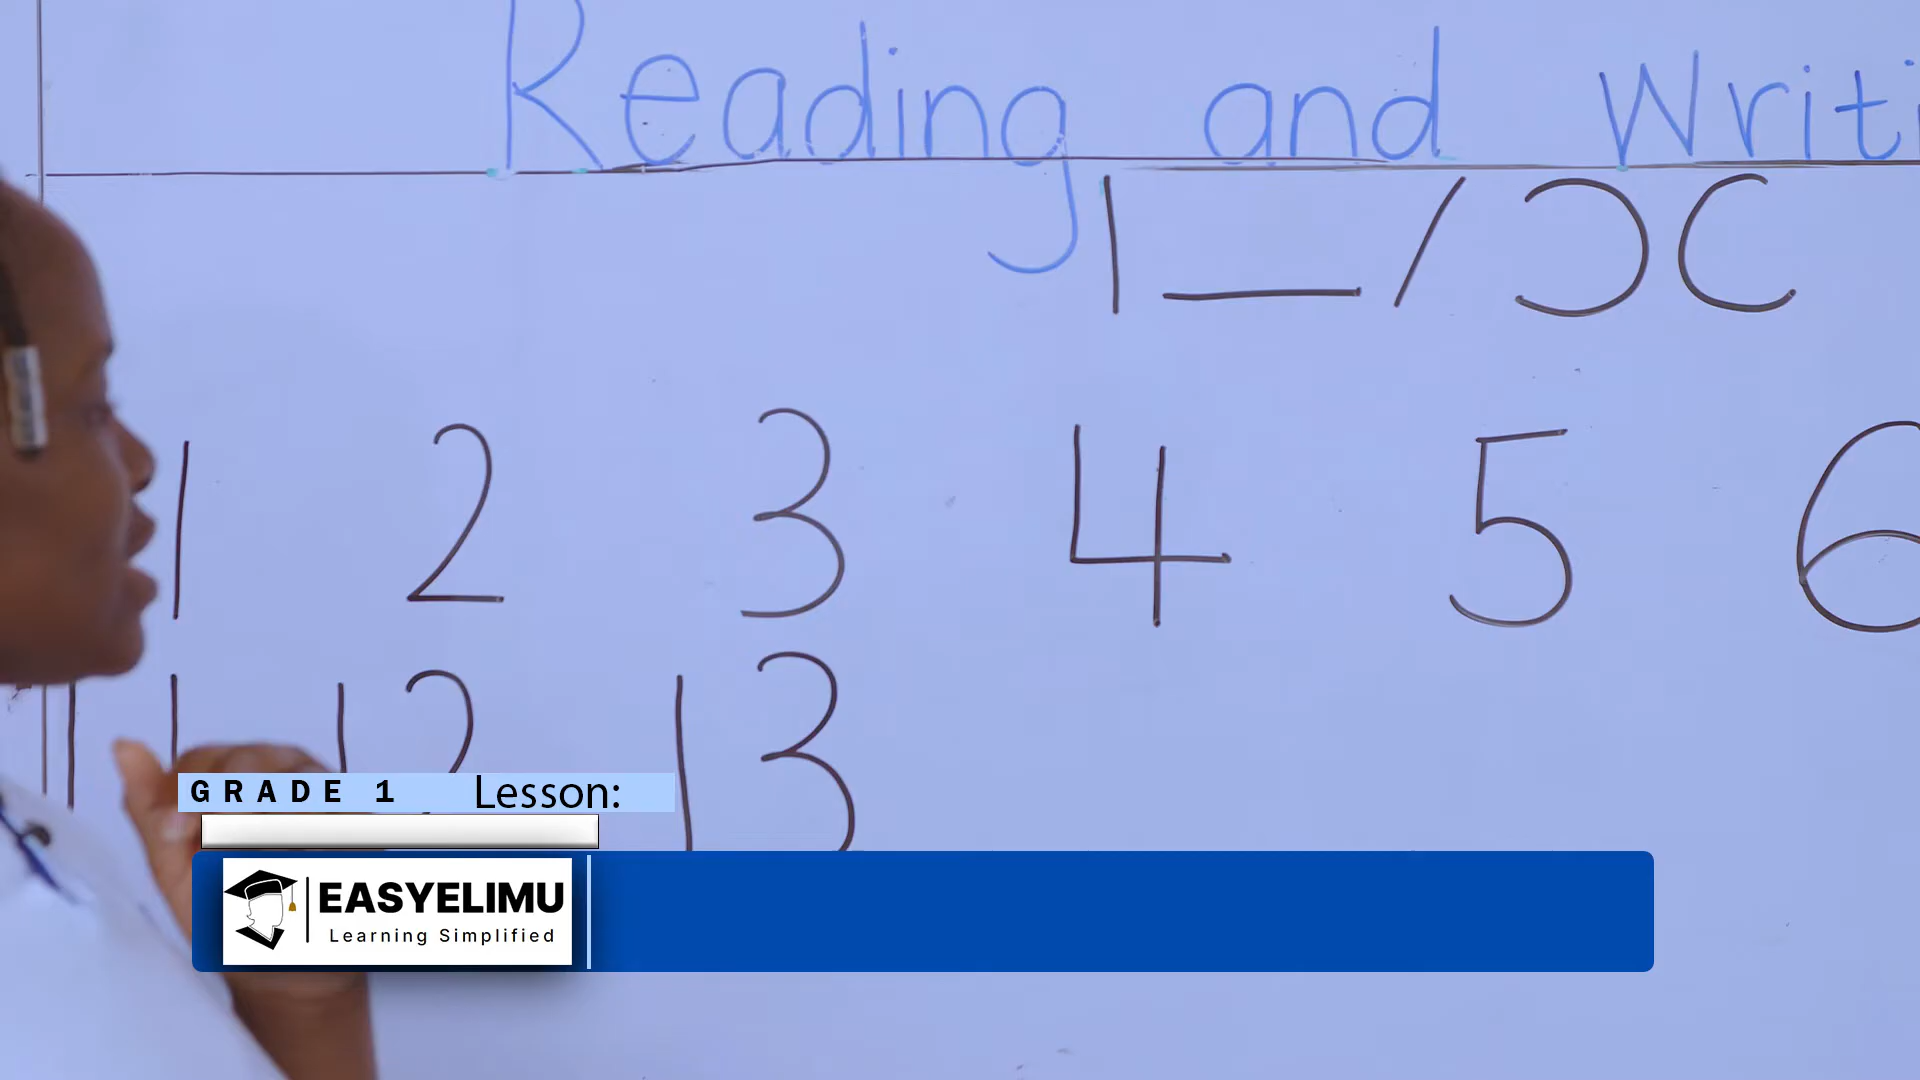 Reading and Writi
| _ / Ɔ C
1 2 3 4 5 6
11 12 13
GRADE 1 Lesson:
EASYELIMU
Learning Simplified